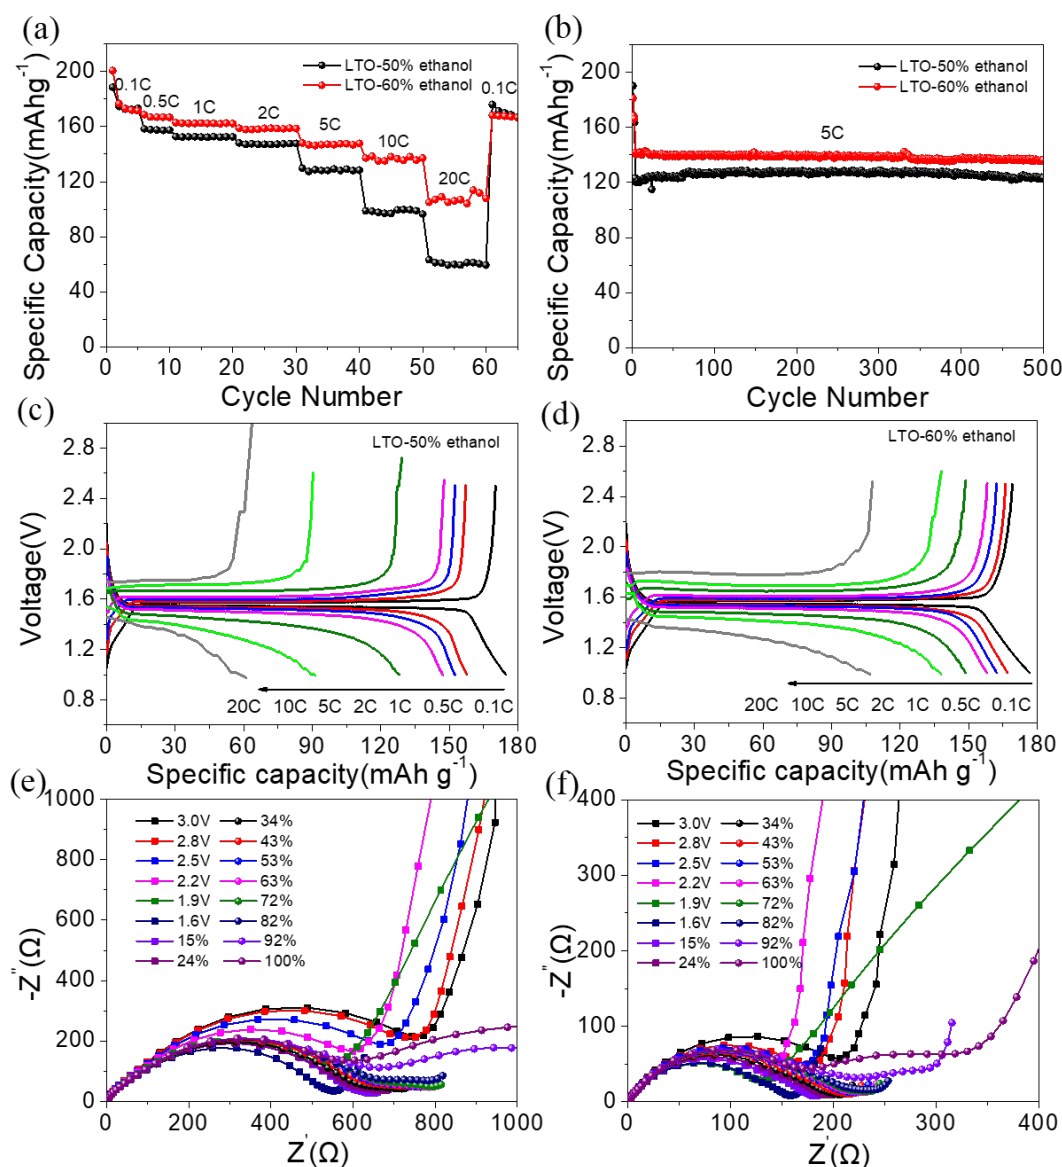 (a)
Specific Capacity(mAhg-1)
200
160
120
80
40
0
0.1C
0.5C
1C
2C
5C
10C
20C
0.1C
LTO-50% ethanol
LTO-60% ethanol
0 10 20 30 40 50 60
Cycle Number
(b)
Specific Capacity(mAhg-1)
200
160
120
80
40
0
LTO-50% ethanol
LTO-60% ethanol
5C
0 100 200 300 400 500
Cycle Number
(c)
Voltage(V)
2.8
2.4
2.0
1.6
1.2
0.8
LTO-50% ethanol
20C 10C 5C 2C 1C 0.5C 0.1C
0 30 60 90 120 150 180
Specific capacity(mAh g-1)
(d)
Voltage(V)
2.8
2.4
2.0
1.6
1.2
0.8
LTO-60% ethanol
20C 10C 5C 2C 1C 0.5C 0.1C
0 30 60 90 120 150 180
Specific capacity(mAh g-1)
(e)
-Z"(Ω)
1000
800
600
400
200
0
3.0V 34%
2.8V 43%
2.5V 53%
2.2V 63%
1.9V 72%
1.6V 82%
15% 92%
24% 100%
0 200 400 600 800 1000
Z'(Ω)
(f)
-Z"(Ω)
400
300
200
100
0
3.0V 34%
2.8V 43%
2.5V 53%
2.2V 63%
1.9V 72%
1.6V 82%
15% 92%
24% 100%
0 100 200 300 400
Z'(Ω)